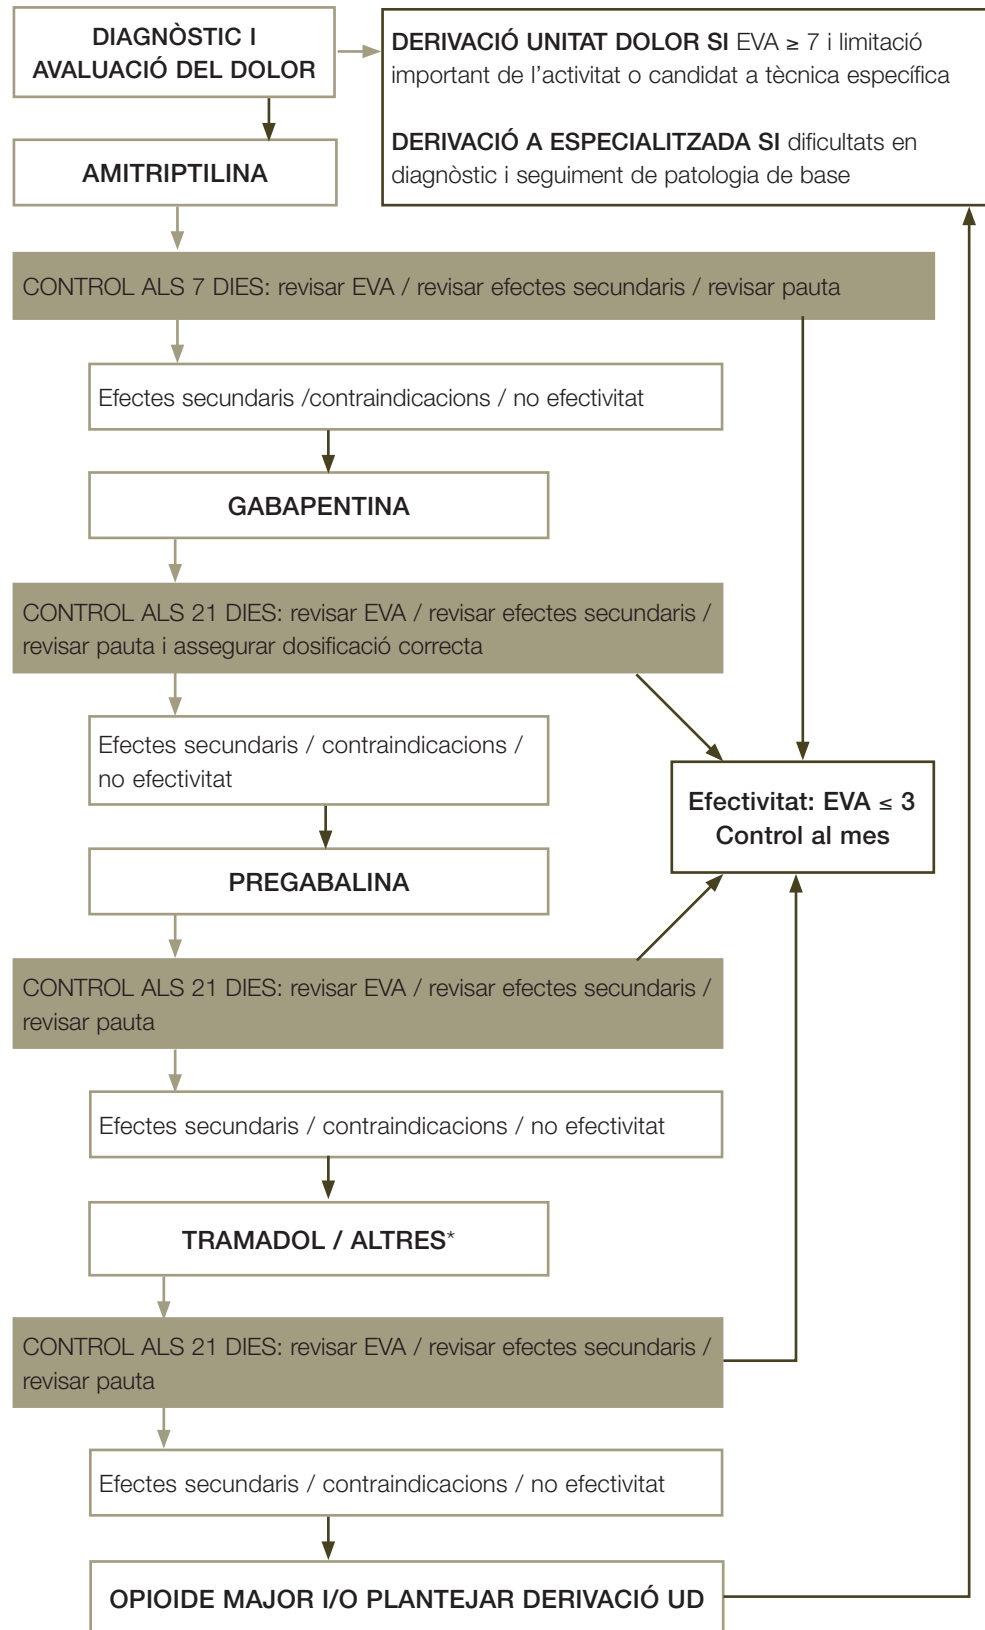 DIAGNÒSTIC I
AVALUACIÓ DEL DOLOR
DERIVACIÓ UNITAT DOLOR SI EVA ≥ 7 i limitació
important de l’activitat o candidat a tècnica específica
DERIVACIÓ A ESPECIALITZADA SI dificultats en
diagnòstic i seguiment de patologia de base
AMITRIPTILINA
CONTROL ALS 7 DIES: revisar EVA / revisar efectes secundaris / revisar pauta
Efectes secundaris /contraindicacions / no efectivitat
GABAPENTINA
CONTROL ALS 21 DIES: revisar EVA / revisar efectes secundaris /
revisar pauta i assegurar dosificació correcta
Efectes secundaris / contraindicacions /
no efectivitat
Efectivitat: EVA ≤ 3
Control al mes
PREGABALINA
CONTROL ALS 21 DIES: revisar EVA / revisar efectes secundaris /
revisar pauta
Efectes secundaris / contraindicacions / no efectivitat
TRAMADOL / ALTRES*
CONTROL ALS 21 DIES: revisar EVA / revisar efectes secundaris /
revisar pauta
Efectes secundaris / contraindicacions / no efectivitat
OPIOIDE MAJOR I/O PLANTEJAR DERIVACIÓ UD